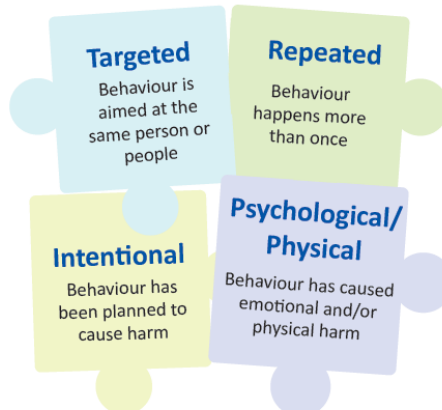 Targeted
Behaviour is
aimed at the
same person or
people
Repeated
Behaviour
happens more
than once
Intentional
Behaviour has
been planned to
cause harm
Psychological/
Physical
Behaviour has caused
emotional and/or
physical harm